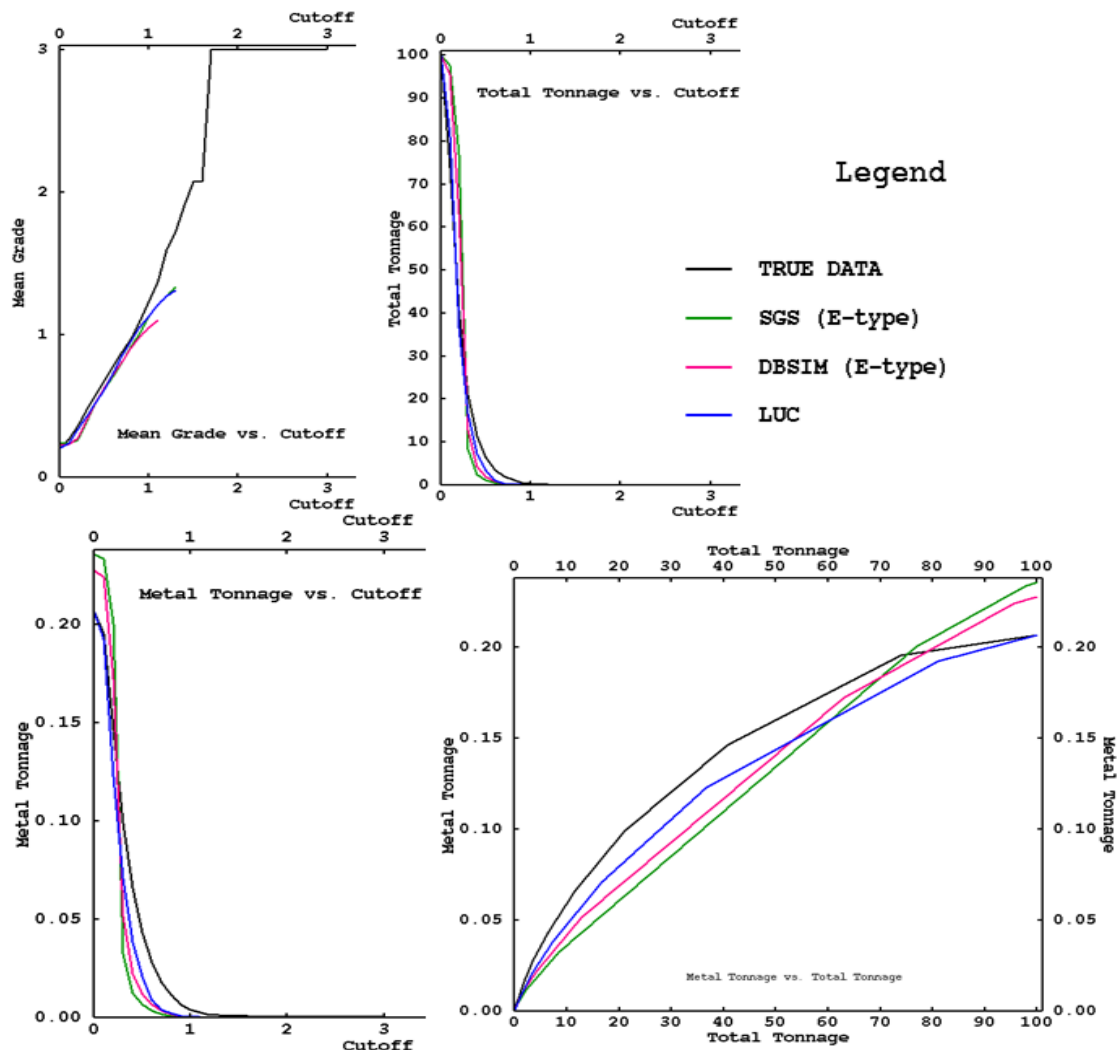 Cutoff
0 1 2 3
3
2
1
0
Mean Grade
Mean Grade vs. Cutoff
0 1 2 3
Cutoff
Cutoff
0 1 2 3
100
90
80
70
60
50
40
30
20
10
0
Total Tonnage
Total Tonnage vs. Cutoff
0 1 2 3
Cutoff
Legend
TRUE DATA
SGS (E-type)
DBSIM (E-type)
LUC
Cutoff
0 1 2 3
Metal Tonnage vs. Cutoff
0.20
0.15
0.10
0.05
0.00
Metal Tonnage
0 1 2 3
Cutoff
Total Tonnage
0 10 20 30 40 50 60 70 80 90 100
0.20
0.15
0.10
0.05
0.00
Metal Tonnage
0.20
0.15
0.10
0.05
0.00
Metal Tonnage
Metal Tonnage vs. Total Tonnage
0 10 20 30 40 50 60 70 80 90 100
Total Tonnage